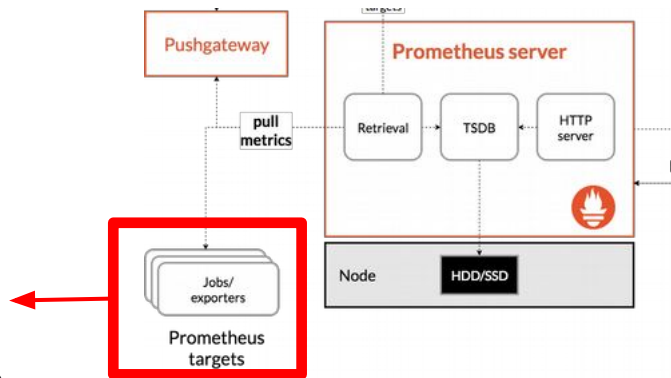 targets
Pushgateway
Prometheus server
pull
metrics
Retrieval
TSDB
HTTP
server
Node
HDD/SSD
Jobs/
exporters
Prometheus
targets